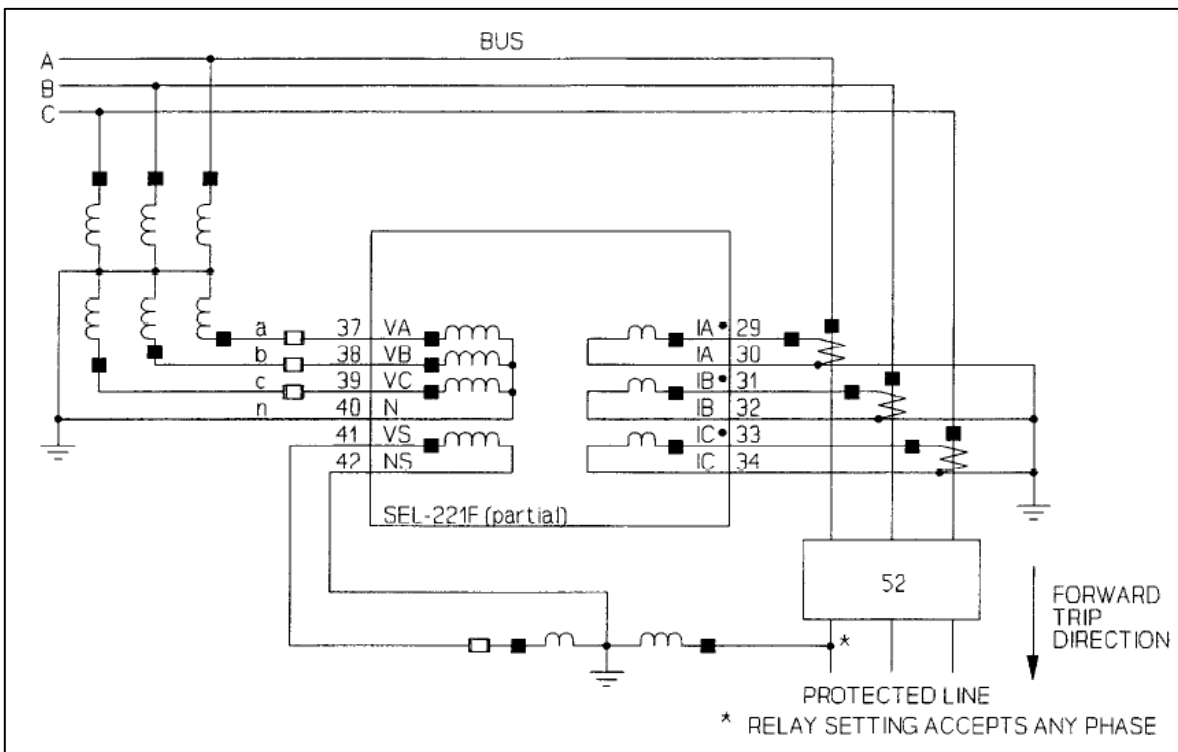 BUS
A
B
C
a 37 VA
b 38 VB
c 39 VC
n 40 N
41 VS
42 NS
IA• 29
IA 30
IB• 31
IB 32
IC• 33
IC 34
SEL-221F (partial)
52
FORWARD
TRIP
DIRECTION
*
PROTECTED LINE
* RELAY SETTING ACCEPTS ANY PHASE